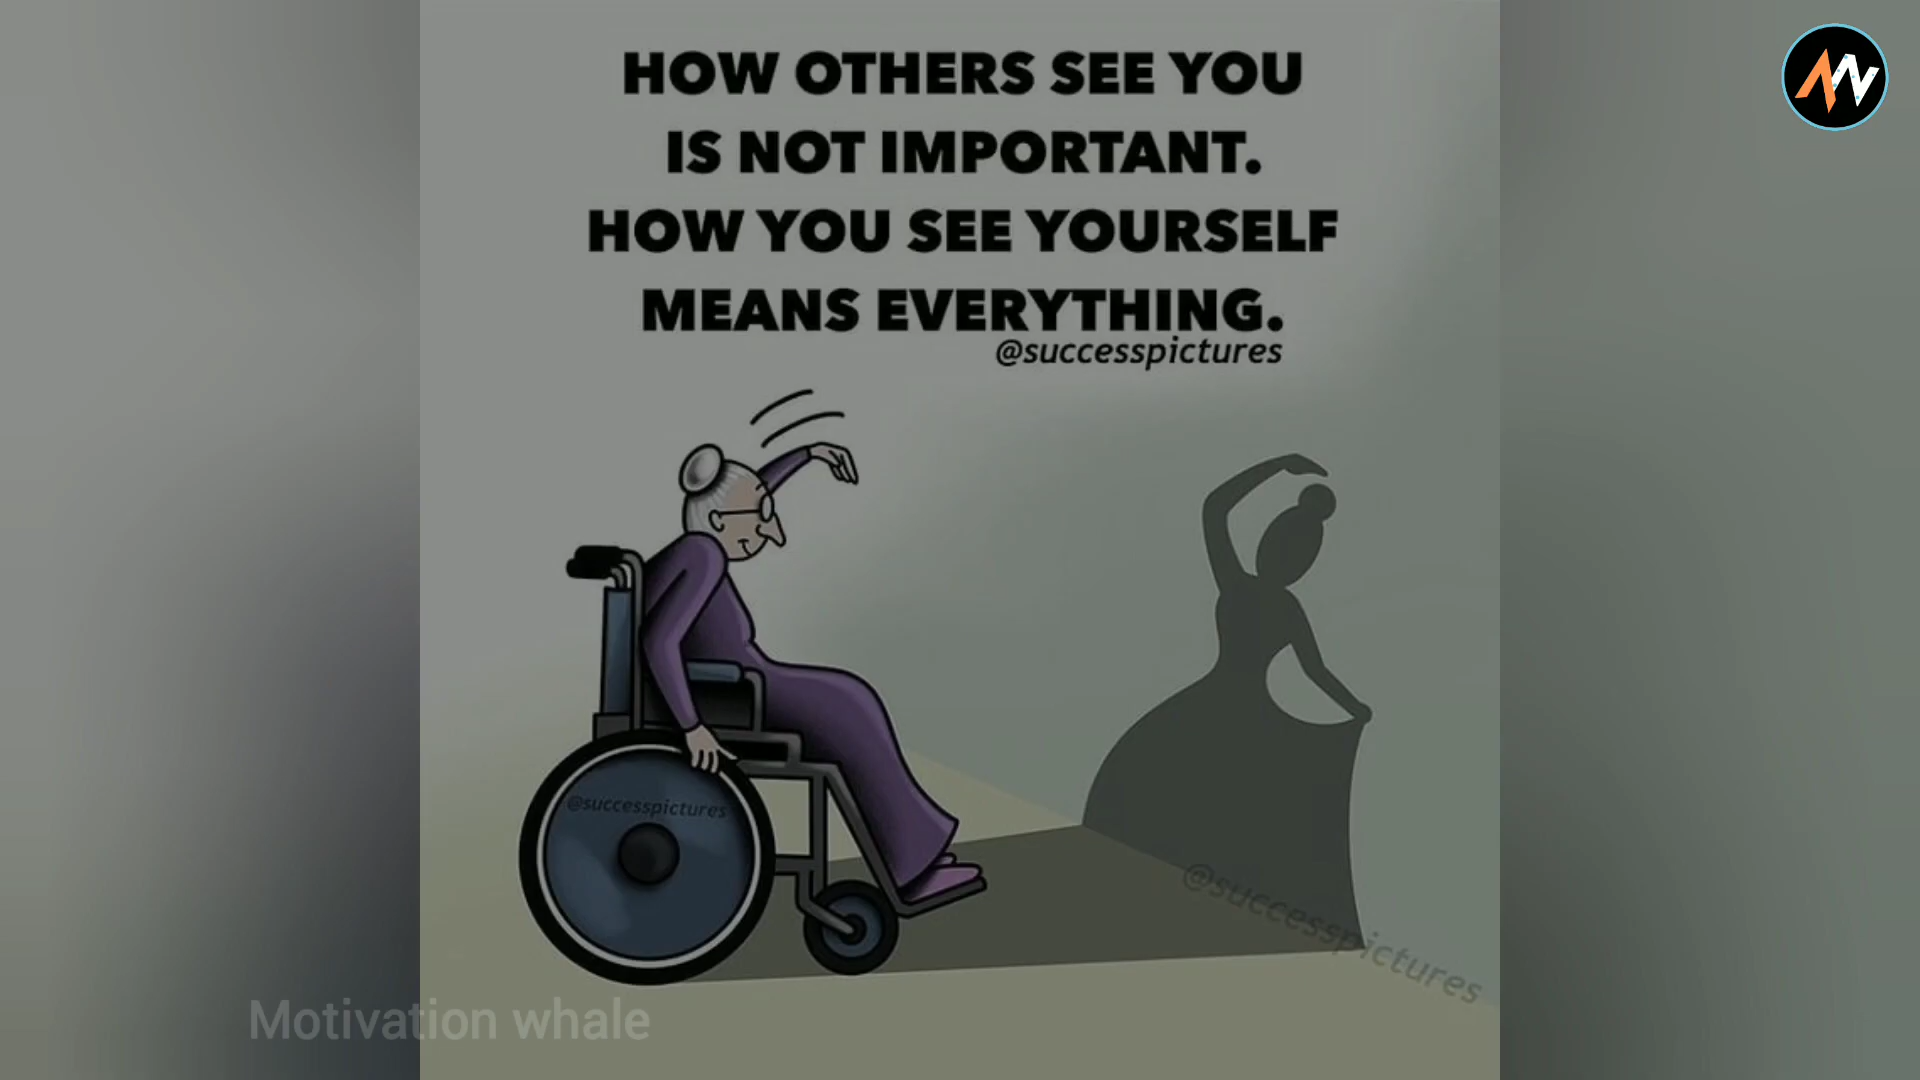 HOW OTHERS SEE YOU
IS NOT IMPORTANT.
HOW YOU SEE YOURSELF
MEANS EVERYTHING.
@successpictures
@successpictures
@successpictures
Motivation whale